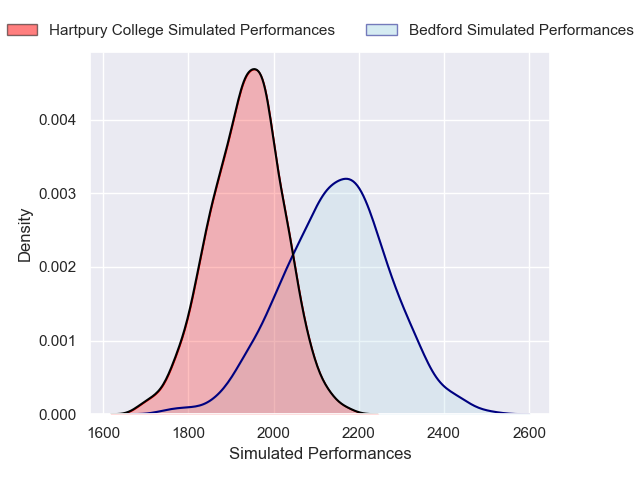 Hartpury College Simulated Performances
Bedford Simulated Performances
0.004
0.003
0.002
0.001
0.000
Density
1600 1800 2000 2200 2400 2600
Simulated Performances